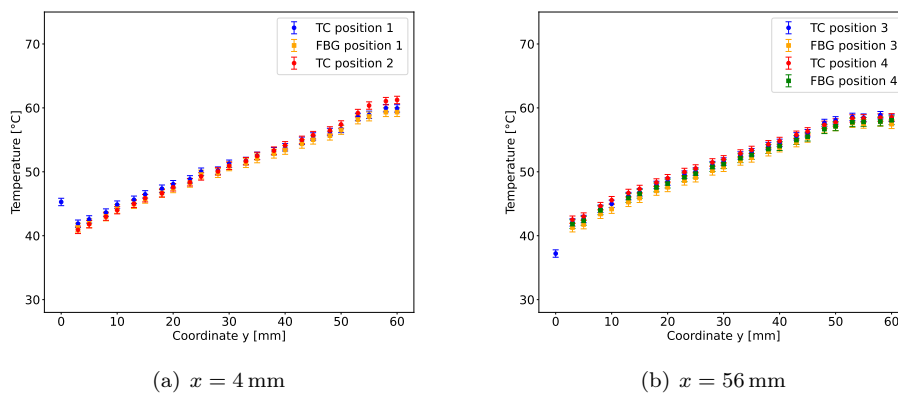 TC position 1
FBG position 1
TC position 2
70
60
50
40
30
Temperature [°C]
0 10 20 30 40 50 60
Coordinate y [mm]
(a) x = 4 mm
TC position 3
FBG position 3
TC position 4
FBG position 4
70
60
50
40
30
Temperature [°C]
0 10 20 30 40 50 60
Coordinate y [mm]
(b) x = 56 mm